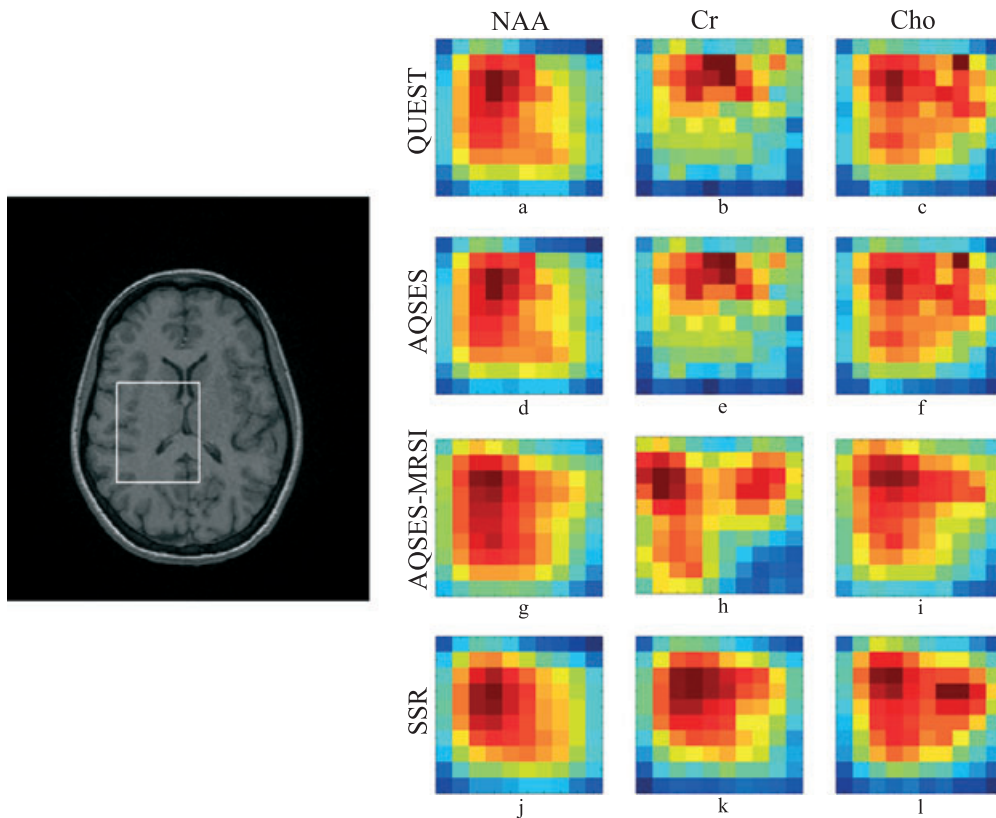 NAA Cr Cho
QUEST
a b c
AQSES
d e f
AQSES-MRSI
g h i
SSR
j k l